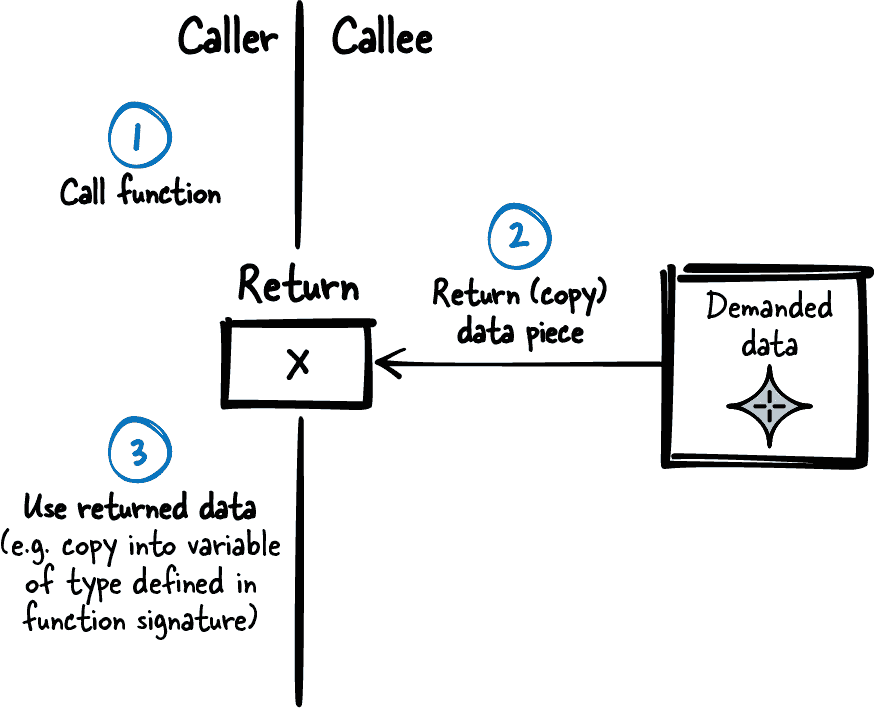 Caller
Callee
1
Call function
2
Return (copy)
data piece
Return
X
Demanded
data
3
Use returned data
(e.g. copy into variable
of type defined in
function signature)